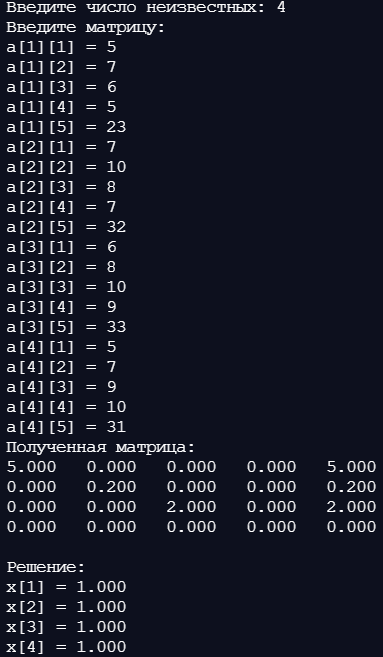 Введите число неизвестных: 4
Введите матрицу:
a[1][1] = 5
a[1][2] = 7
a[1][3] = 6
a[1][4] = 5
a[1][5] = 23
a[2][1] = 7
a[2][2] = 10
a[2][3] = 8
a[2][4] = 7
a[2][5] = 32
a[3][1] = 6
a[3][2] = 8
a[3][3] = 10
a[3][4] = 9
a[3][5] = 33
a[4][1] = 5
a[4][2] = 7
a[4][3] = 9
a[4][4] = 10
a[4][5] = 31
Полученная матрица:
5.000 0.000 0.000 0.000 5.000
0.000 0.200 0.000 0.000 0.200
0.000 0.000 2.000 0.000 2.000
0.000 0.000 0.000 0.000 0.000
Решение:
x[1] = 1.000
x[2] = 1.000
x[3] = 1.000
x[4] = 1.000